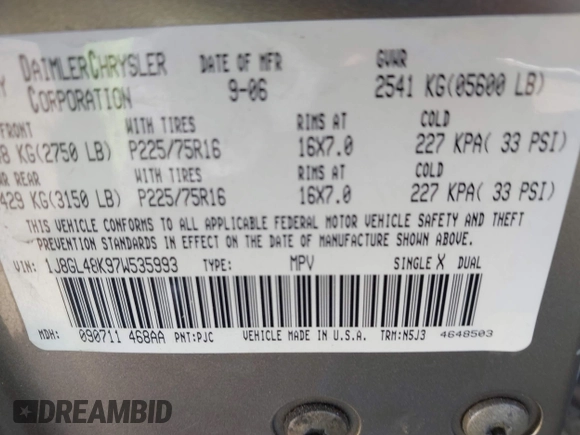 DAIMLERCHRYSLER CORPORATION
DATE OF MFR 9-06
GVWR 2541 KG(05600 LB)
FRONT WITH TIRES RIMS AT COLD
KG(2750 LB) P225/75R16 16X7.0 227 KPA( 33 PSI)
REAR WITH TIRES RIMS AT COLD
429 KG(3150 LB) P225/75R16 16X7.0 227 KPA( 33 PSI)
THIS VEHICLE CONFORMS TO ALL APPLICABLE FEDERAL MOTOR VEHICLE SAFETY AND THEFT
PREVENTION STANDARDS IN EFFECT ON THE DATE OF MANUFACTURE SHOWN ABOVE.
VIN: 1J8GL48K97W535993 TYPE: MPV SINGLE X DUAL
MDH: 090711 468AA PNT:PJC VEHICLE MADE IN U.S.A. TRM:N5J3 4648503
DREAMBID